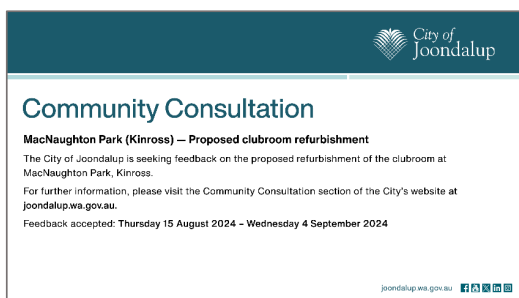 City of
Joondalup
Community Consultation
MacNaughton Park (Kinross) — Proposed clubroom refurbishment
The City of Joondalup is seeking feedback on the proposed refurbishment of the clubroom at
MacNaughton Park, Kinross.
For further information, please visit the Community Consultation section of the City's website at
joondalup.wa.gov.au.
Feedback accepted: Thursday 15 August 2024 – Wednesday 4 September 2024
joondalup.wa.gov.au